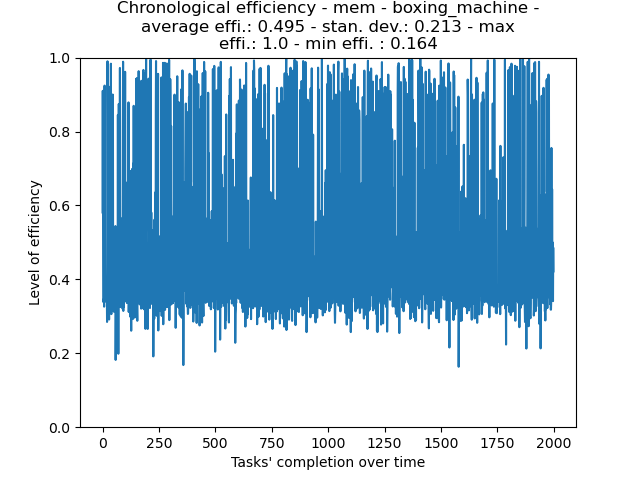 Chronological efficiency - mem - boxing_machine -
average effi.: 0.495 - stan. dev.: 0.213 - max
effi.: 1.0 - min effi. : 0.164
1.0
0.8
0.6
0.4
0.2
0.0
Level of efficiency
0 250 500 750 1000 1250 1500 1750 2000
Tasks' completion over time